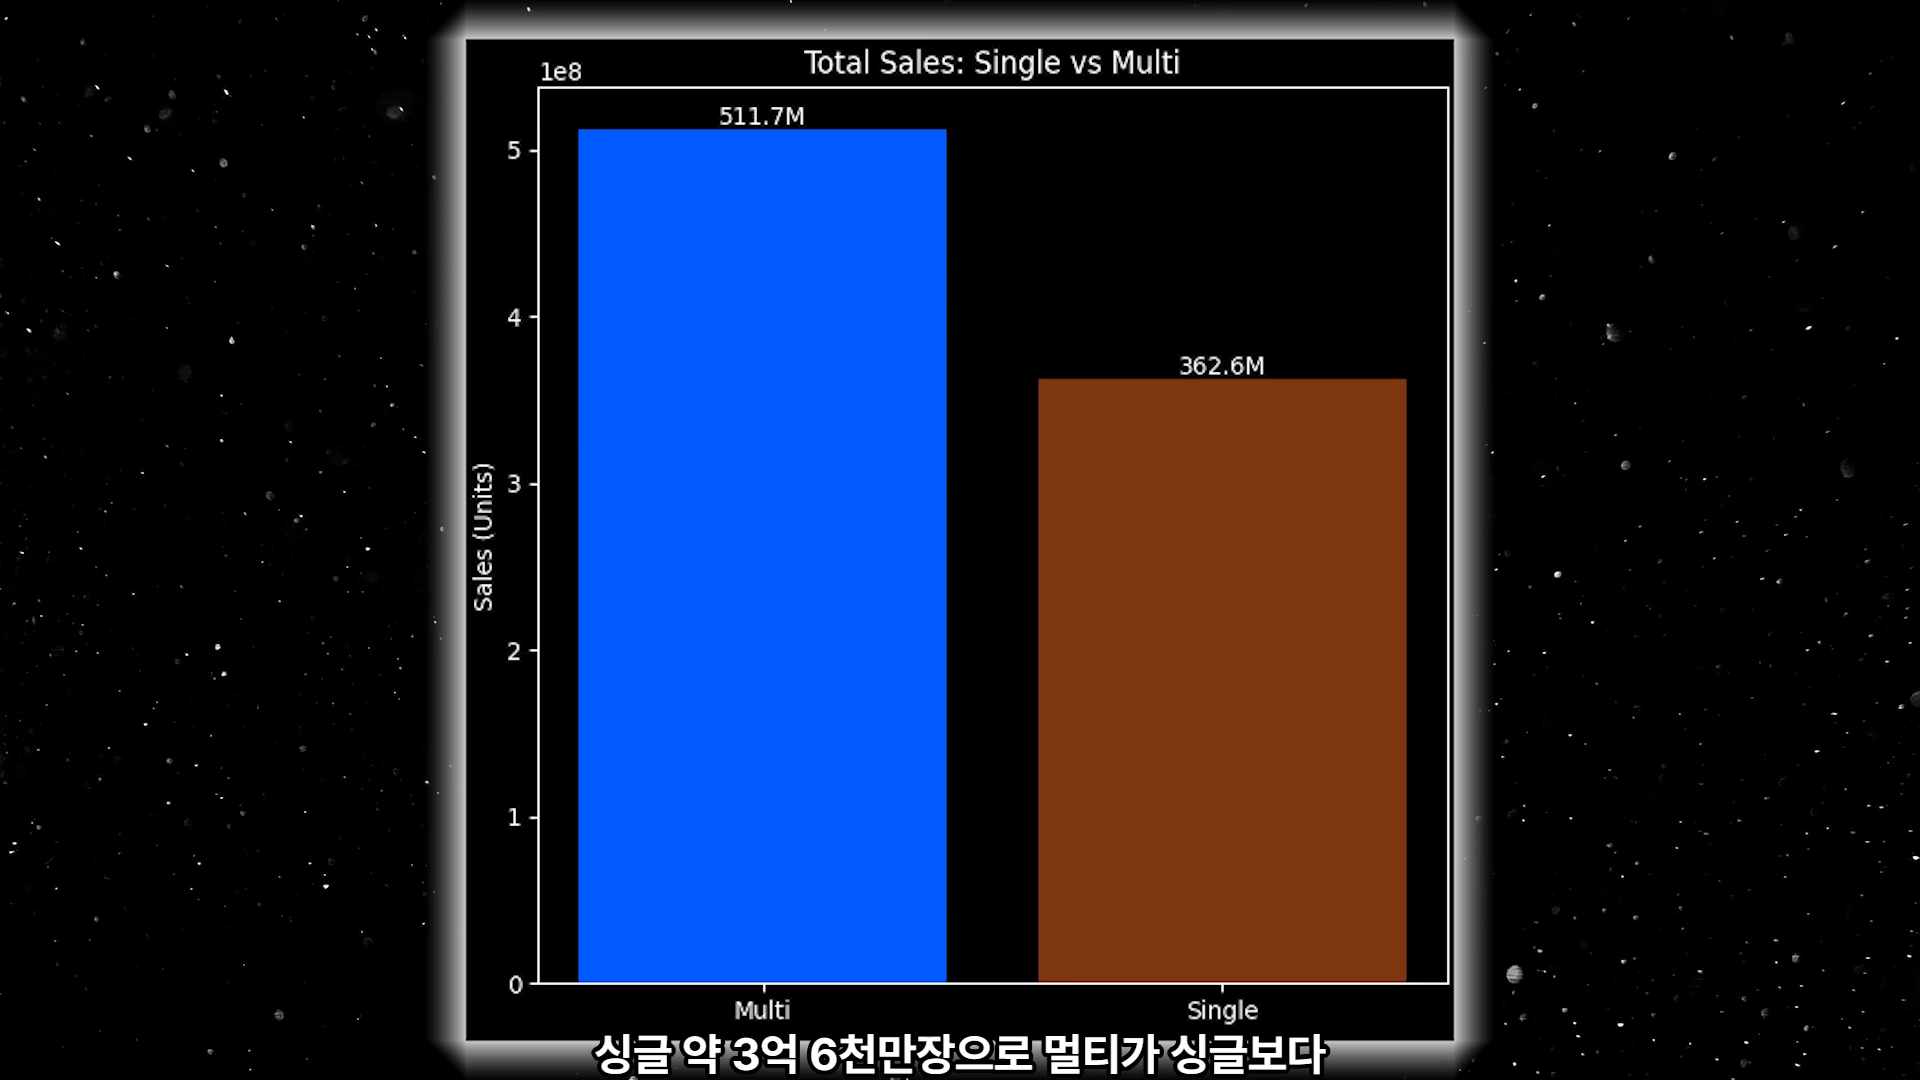 Total Sales: Single vs Multi
1e8
511.7M
362.6M
5
4
3
2
1
0
Sales (Units)
Multi
Single
싱글 약 3억 6천만장으로 멀티가 싱글보다